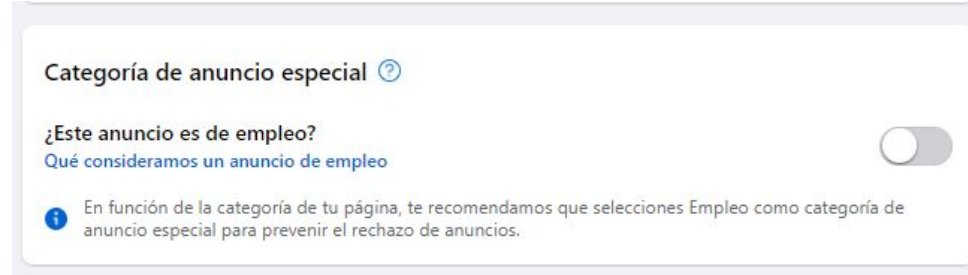 Categoría de anuncio especial
¿Este anuncio es de empleo?
Qué consideramos un anuncio de empleo
En función de la categoría de tu página, te recomendamos que selecciones Empleo como categoría de
anuncio especial para prevenir el rechazo de anuncios.